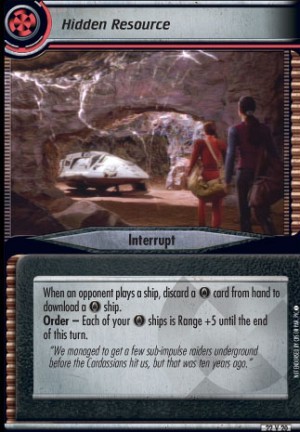 Hidden Resource
Interrupt
When an opponent plays a ship, discard a card from hand to
download a ship.
Order – Each of your ships is Range +5 until the end
of this turn.
"We managed to get a few sub-impulse raiders underground
before the Cardassians hit us, but that was ten years ago."
22 V 20